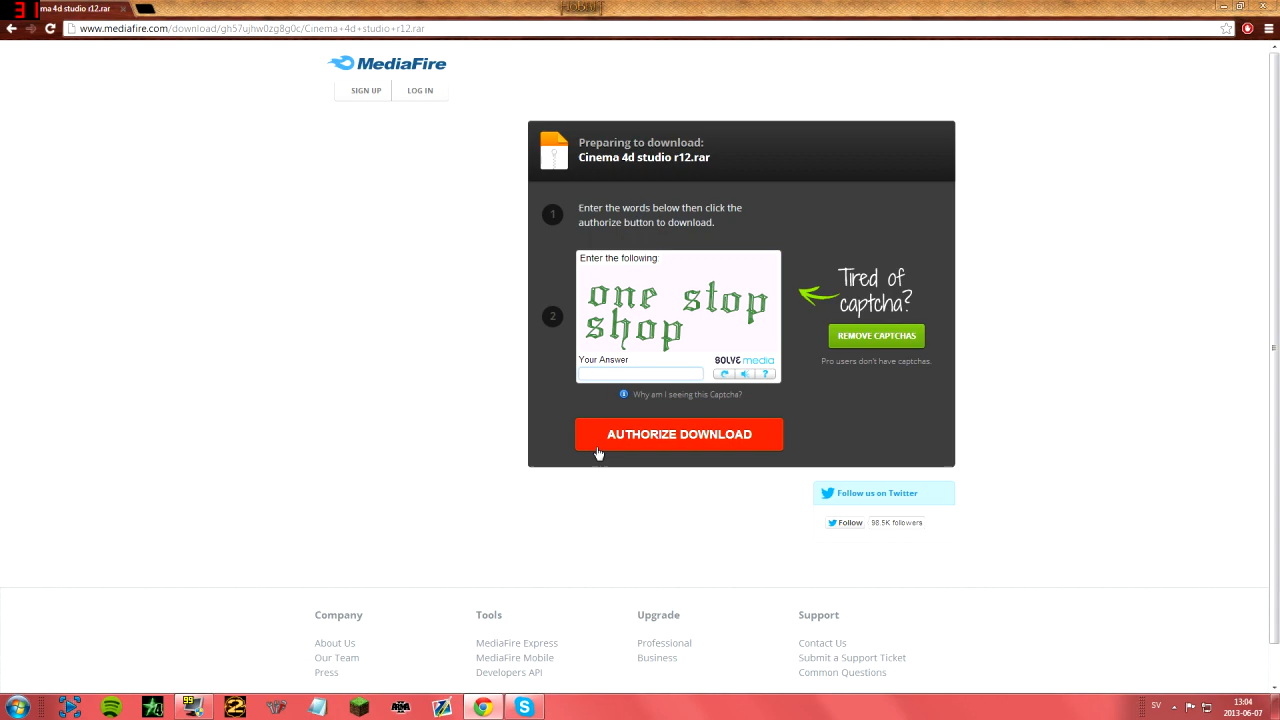 31
ma 4d studio r12.rar
www.mediafire.com/download/gh57ujhw0zg8g0c/Cinema+4d+studio+r12.rar
MediaFire
SIGN UP
LOG IN
Preparing to download:
Cinema 4d studio r12.rar
1
Enter the words below then click the
authorize button to download.
2
Enter the following:
one stop
shop
Your Answer
SOLVE media
?
Tired of
captcha?
REMOVE CAPTCHAS
Pro users don't have captchas.
i
Why am I seeing this Captcha?
AUTHORIZE DOWNLOAD
Follow us on Twitter
Follow
98.5K followers
Company
Tools
Upgrade
Support
About Us
MediaFire Express
Professional
Contact Us
Our Team
MediaFire Mobile
Business
Submit a Support Ticket
Press
Developers API
Common Questions
99
2
SV
13:04
2013-06-07